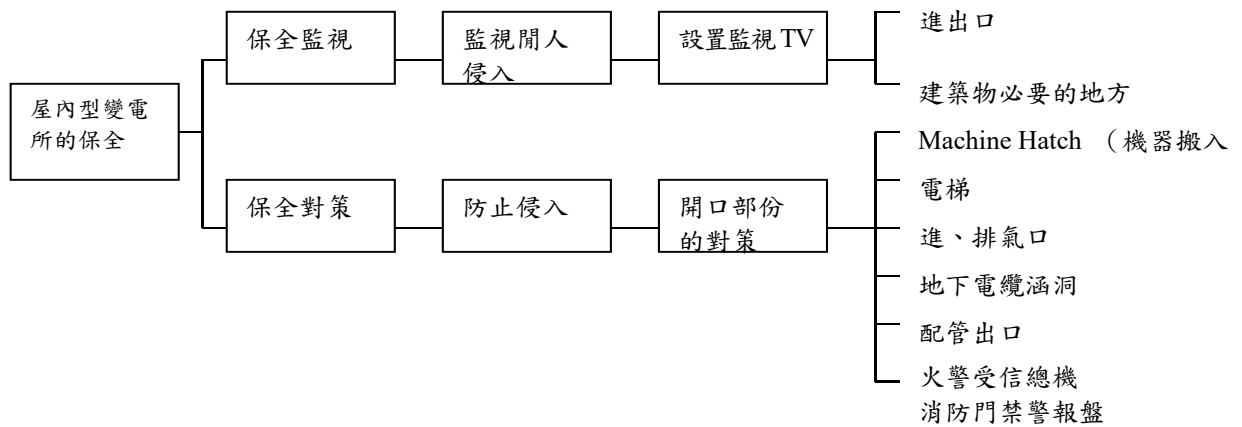 屋內型變電
所的保全
保全監視
監視閒人
侵入
設置監視 TV
進出口
建築物必要的地方
保全對策
防止侵入
開口部份
的對策
Machine Hatch （機器搬入
電梯
進、排氣口
地下電纜涵洞
配管出口
火警受信總機
消防門禁警報盤